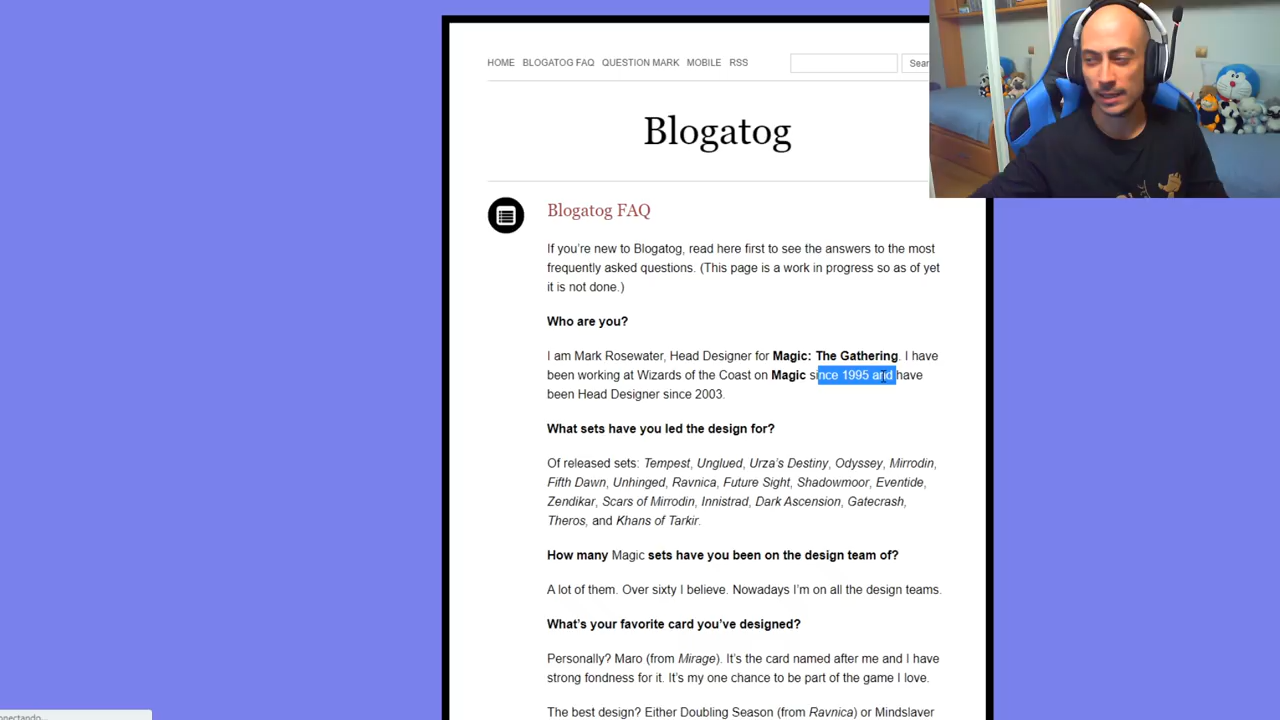 HOME BLOGATOG FAQ QUESTION MARK MOBILE RSS
Blogatog
Blogatog FAQ
If you’re new to Blogatog, read here first to see the answers to the most
frequently asked questions. (This page is a work in progress so as of yet
it is not done.)
Who are you?
I am Mark Rosewater, Head Designer for Magic: The Gathering. I have
been working at Wizards of the Coast on Magic since 1995 and have
been Head Designer since 2003.
What sets have you led the design for?
Of released sets: Tempest, Unglued, Urza’s Destiny, Odyssey, Mirrodin,
Fifth Dawn, Unhinged, Ravnica, Future Sight, Shadowmoor, Eventide,
Zendikar, Scars of Mirrodin, Innistrad, Dark Ascension, Gatecrash,
Theros, and Khans of Tarkir.
How many Magic sets have you been on the design team of?
A lot of them. Over sixty I believe. Nowadays I’m on all the design teams.
What’s your favorite card you’ve designed?
Personally? Maro (from Mirage). It’s the card named after me and I have
strong fondness for it. It’s my one chance to be part of the game I love.
The best design? Either Doubling Season (from Ravnica) or Mindslaver